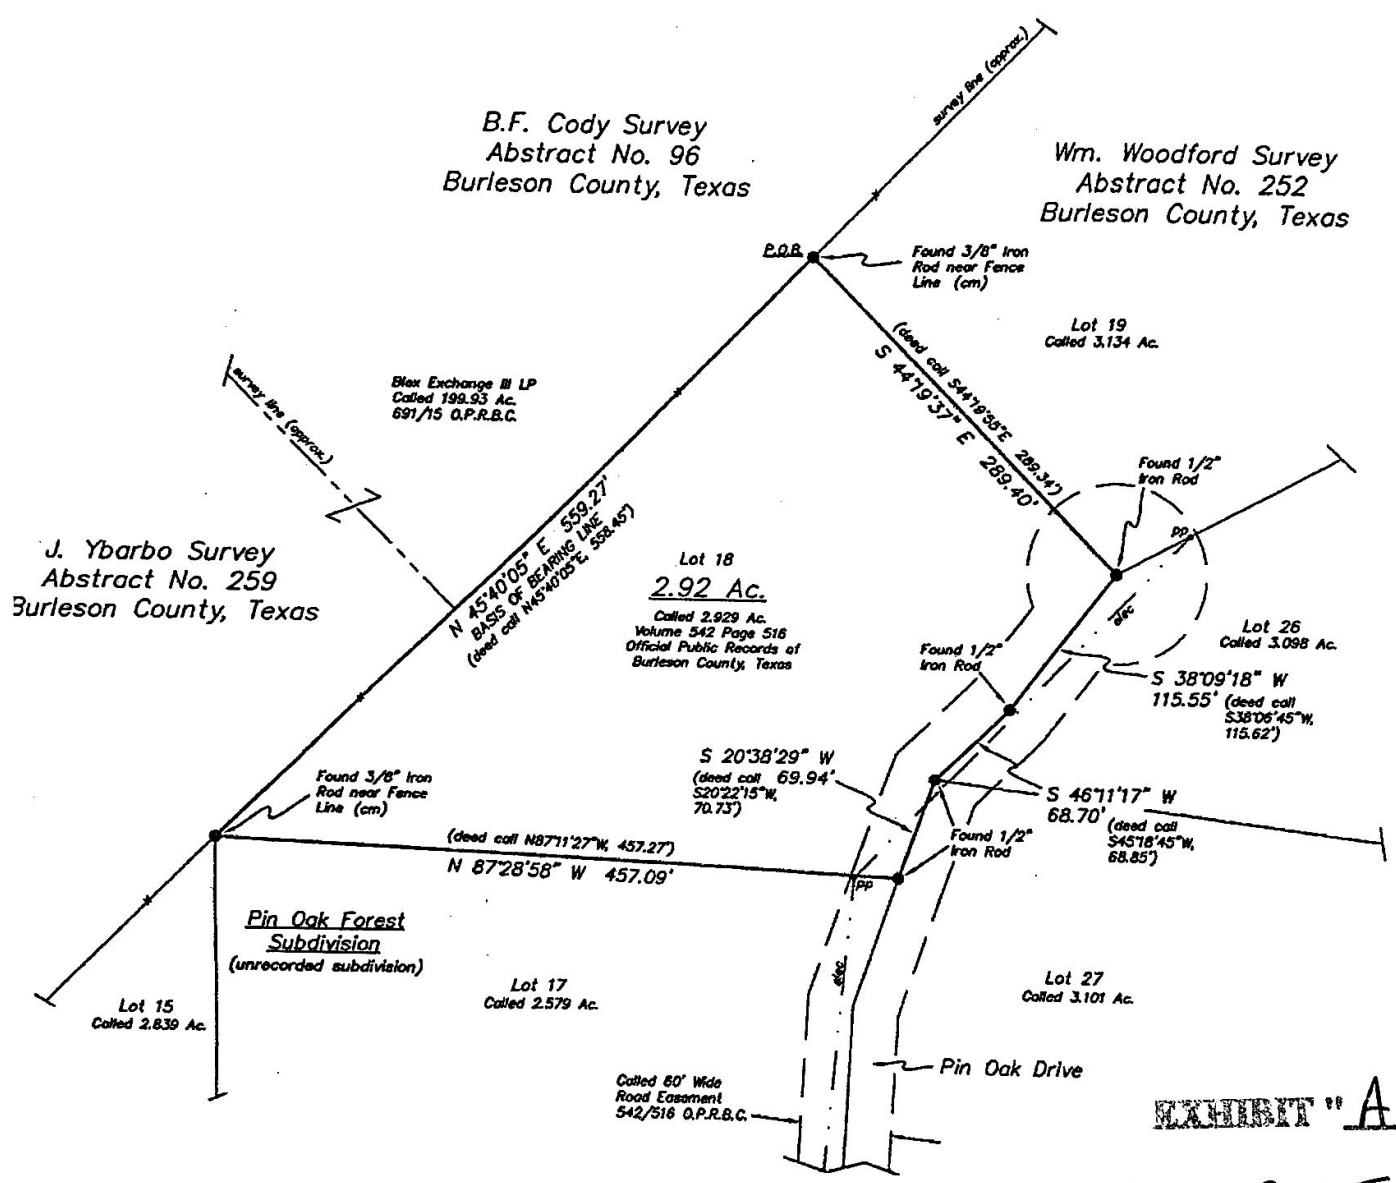 survey line (approx.)
B.F. Cody Survey
Abstract No. 96
Burleson County, Texas
Wm. Woodford Survey
Abstract No. 252
Burleson County, Texas
P.O.B.
Found 3/8" Iron
Rod near Fence
Line (cm)
Lot 19
Called 3.134 Ac.
(deed call S44°19'55"E 289.34')
S 44°19'37" E 289.40'
survey line (approx.)
Blex Exchange III LP
Called 199.93 Ac.
691/15 O.P.R.B.C.
Found 1/2"
Iron Rod
PP
N 45°40'05" E 559.27'
BASIS OF BEARING LINE
(deed call N45°40'05"E, 558.45')
J. Ybarbo Survey
Abstract No. 259
Burleson County, Texas
Lot 18
2.92 Ac.
Called 2.929 Ac.
Volume 542 Page 516
Official Public Records of
Burleson County, Texas
elec
Lot 26
Called 3.098 Ac.
Found 1/2"
Iron Rod
S 38°09'18" W
115.55' (deed call
S38°06'45"W,
115.62')
S 20°38'29" W
(deed call 69.94'
S20°22'15"W,
70.73')
Found 3/8" Iron
Rod near Fence
Line (cm)
S 46°11'17" W
68.70' (deed call
S45°18'45"W,
68.85')
Found 1/2"
Iron Rod
(deed call N87°11'27"W, 457.27')
N 87°28'58" W 457.09'
PP
Pin Oak Forest
Subdivision
(unrecorded subdivision)
Lot 15
Called 2.839 Ac.
Lot 17
Called 2.579 Ac.
elec
Lot 27
Called 3.101 Ac.
Pin Oak Drive
Called 60' Wide
Road Easement
542/516 O.P.R.B.C.
EXHIBIT "A